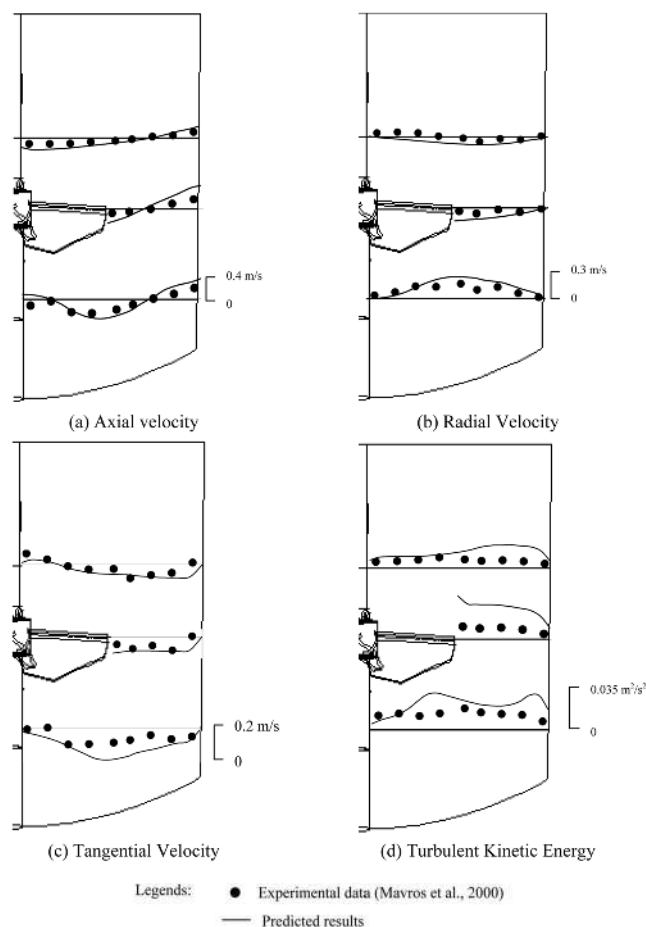 0.4 m/s
0
0.3 m/s
0
(a) Axial velocity
(b) Radial Velocity
0.2 m/s
0
0.035 m²/s²
0
(c) Tangential Velocity
(d) Turbulent Kinetic Energy
Legends:
Experimental data (Mavros et al., 2000)
Predicted results